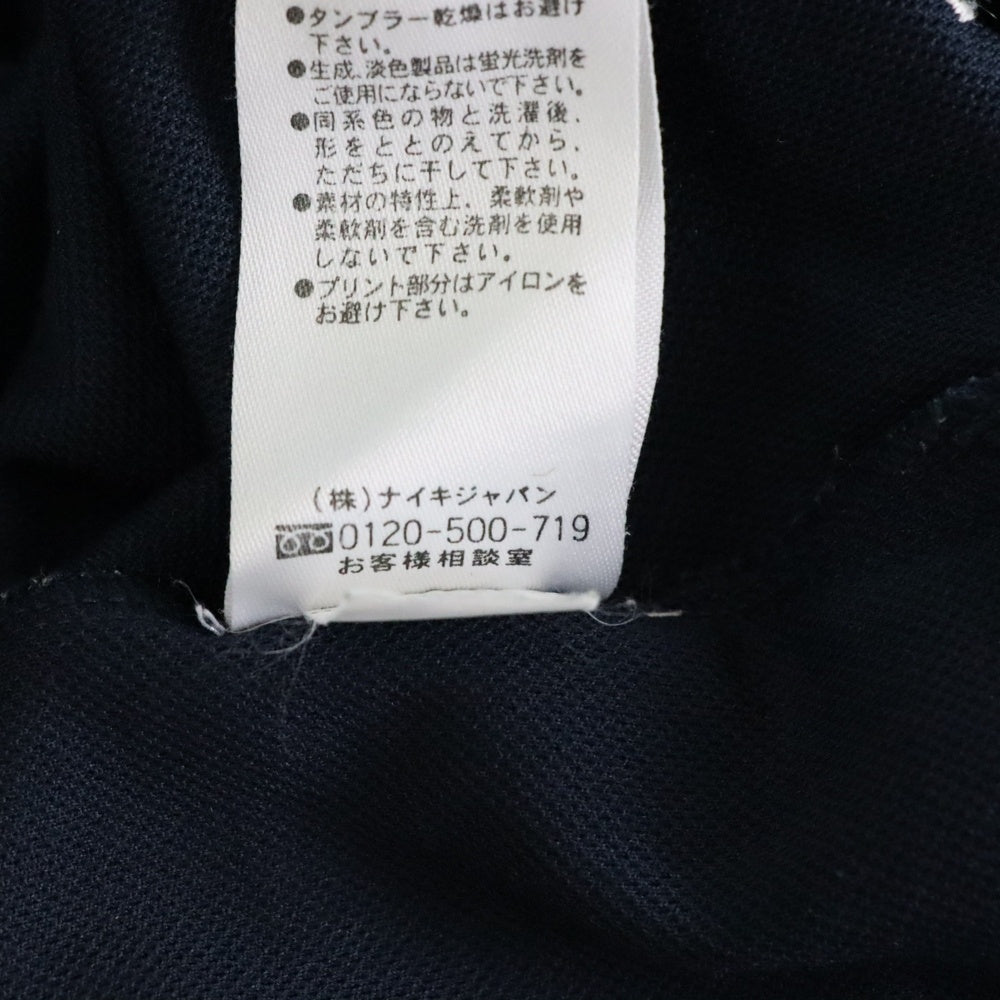 ●タンブラー乾燥はお避け
下さい。
●生成、淡色製品は蛍光洗剤を
ご使用にならないで下さい。
●同系色の物と洗濯後、
形をととのえてから、
ただちに干して下さい。
●素材の特性上、柔軟剤や
柔軟剤を含む洗剤を使用
しないで下さい。
●プリント部分はアイロンを
お避け下さい。
(株)ナイキジャパン
0120-500-719
お客様相談室